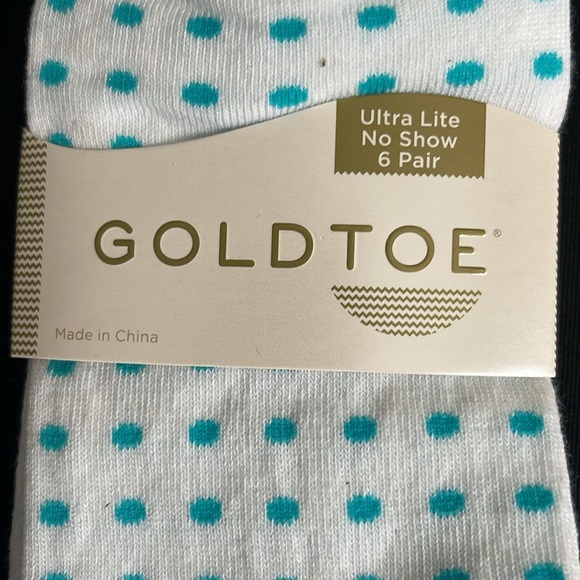 Ultra Lite
No Show
6 Pair
GOLDTOE®
Made in China